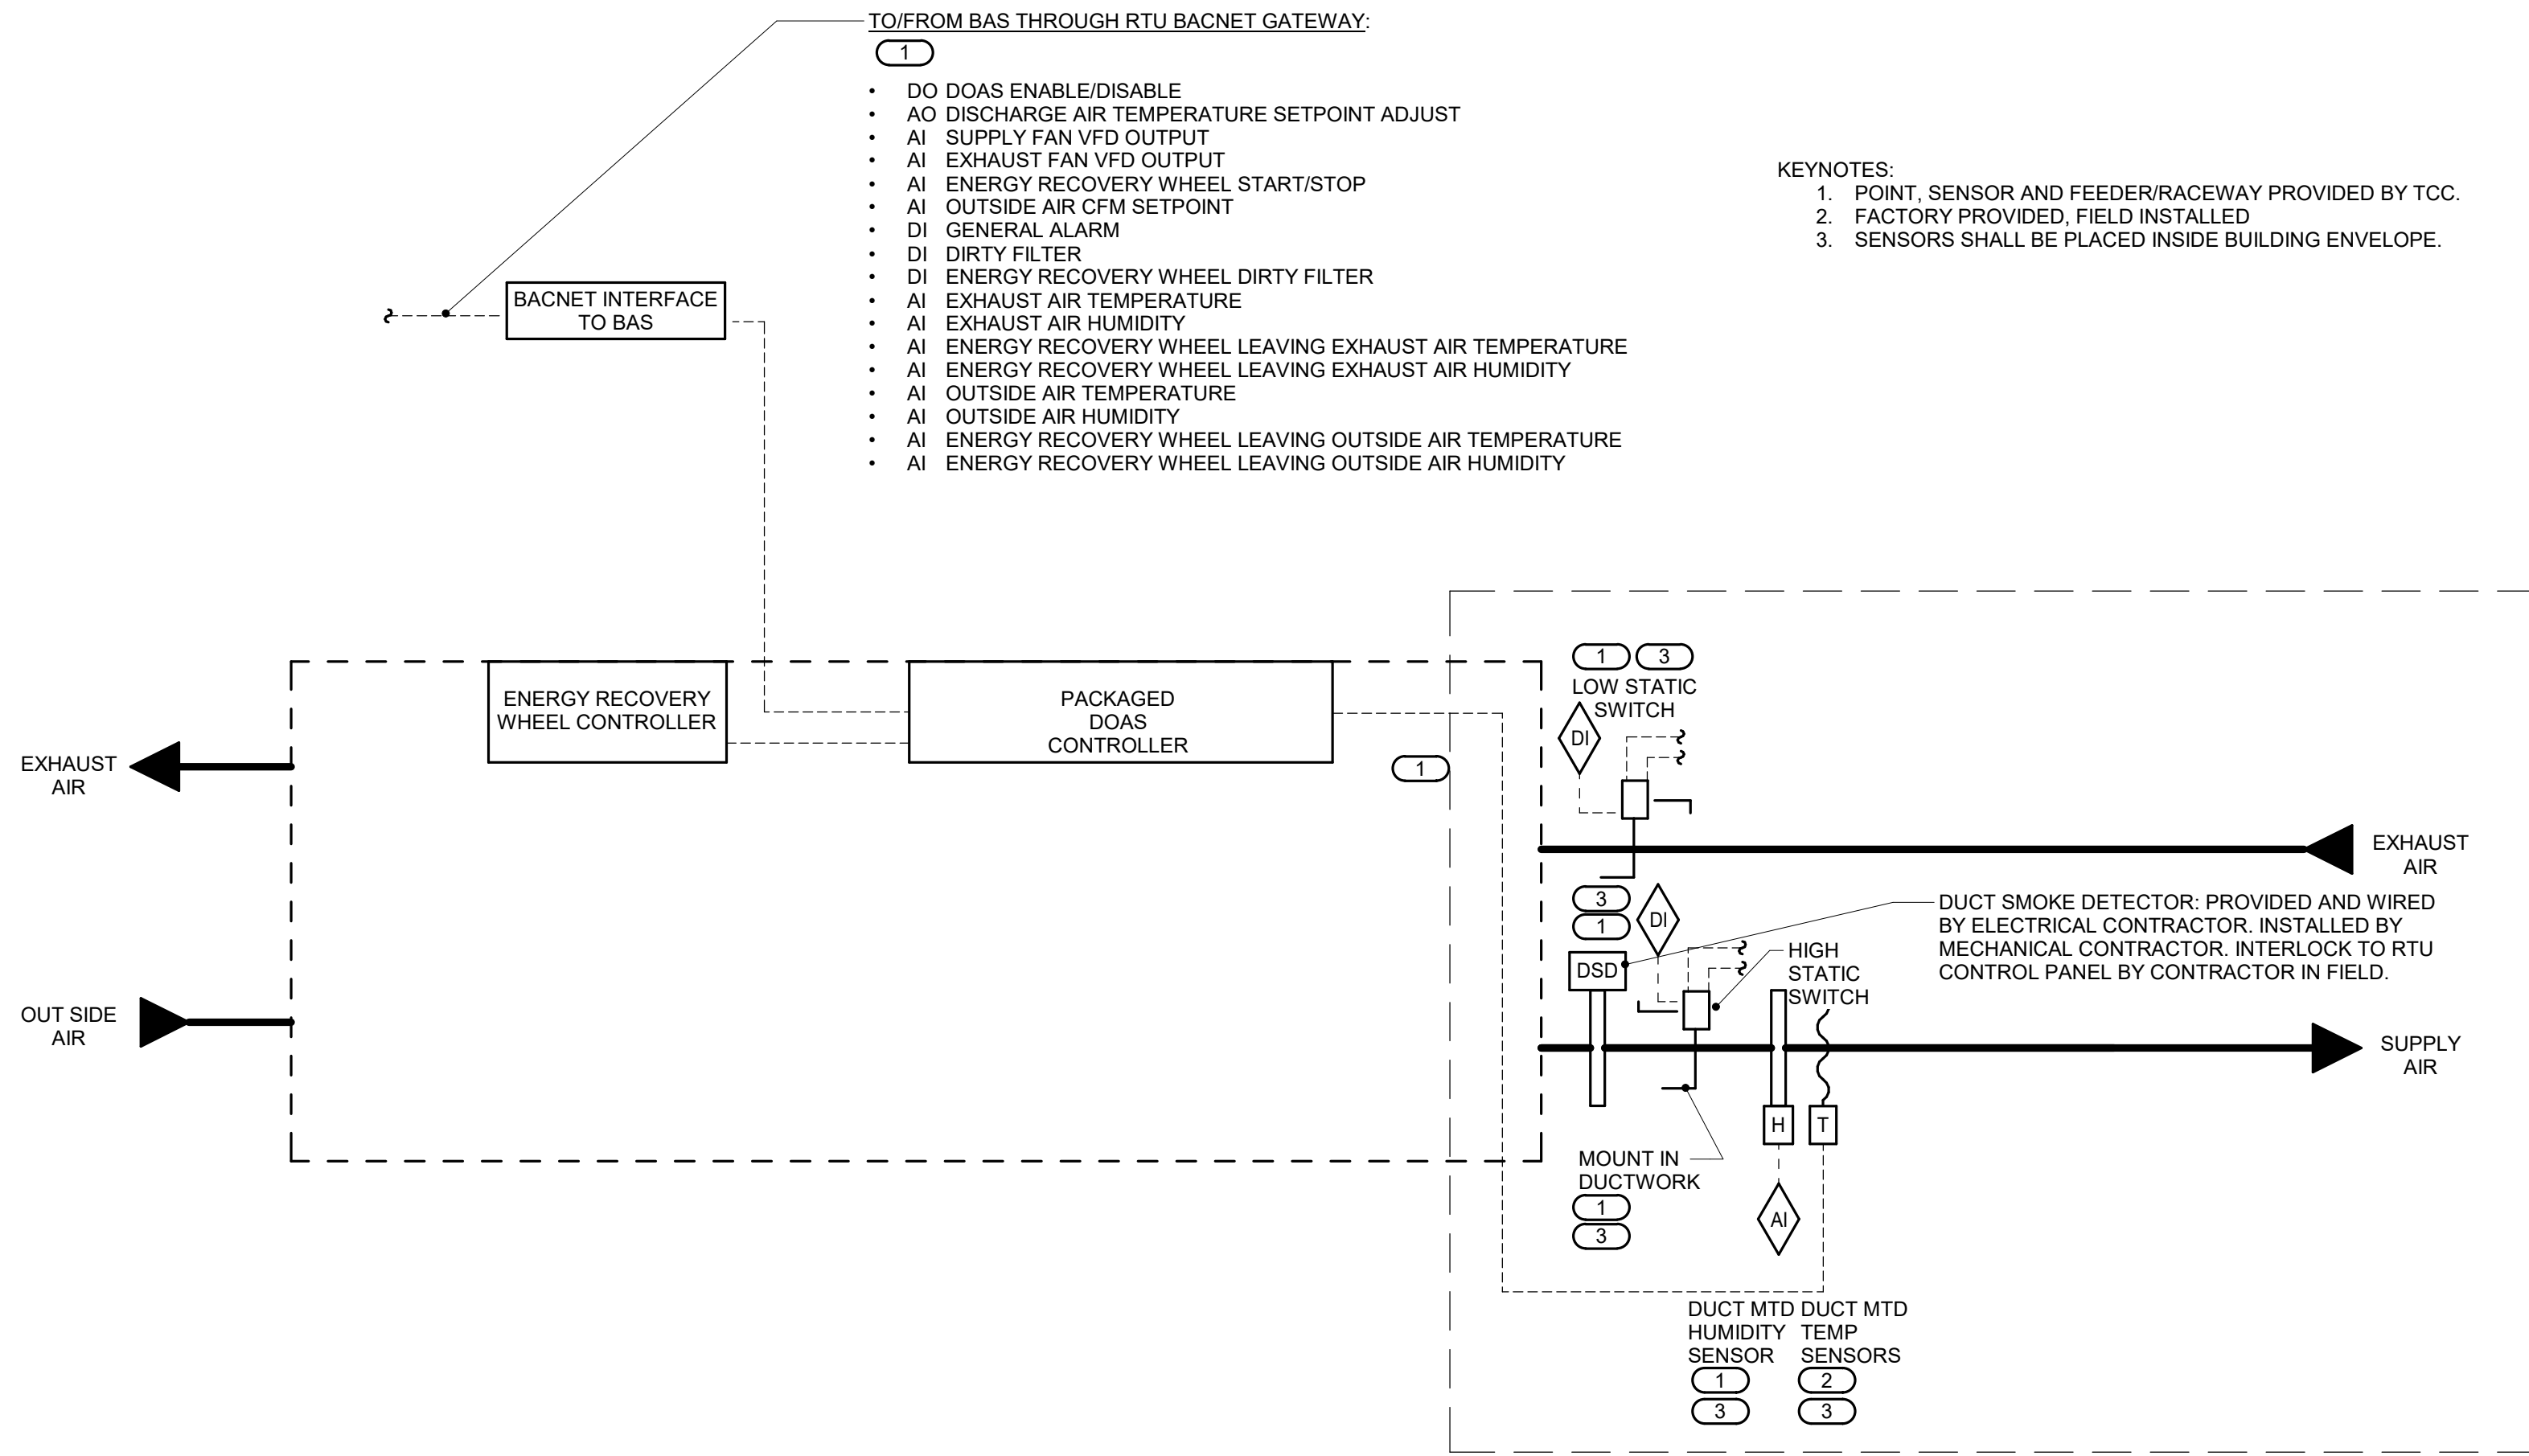 TO/FROM BAS THROUGH RTU BACNET GATEWAY:
1
• DO DOAS ENABLE/DISABLE
• AO DISCHARGE AIR TEMPERATURE SETPOINT ADJUST
• AI SUPPLY FAN VFD OUTPUT
• AI EXHAUST FAN VFD OUTPUT
• AI ENERGY RECOVERY WHEEL START/STOP
• AI OUTSIDE AIR CFM SETPOINT
• DI GENERAL ALARM
• DI DIRTY FILTER
• DI ENERGY RECOVERY WHEEL DIRTY FILTER
• AI EXHAUST AIR TEMPERATURE
• AI EXHAUST AIR HUMIDITY
• AI ENERGY RECOVERY WHEEL LEAVING EXHAUST AIR TEMPERATURE
• AI ENERGY RECOVERY WHEEL LEAVING EXHAUST AIR HUMIDITY
• AI OUTSIDE AIR TEMPERATURE
• AI OUTSIDE AIR HUMIDITY
• AI ENERGY RECOVERY WHEEL LEAVING OUTSIDE AIR TEMPERATURE
• AI ENERGY RECOVERY WHEEL LEAVING OUTSIDE AIR HUMIDITY
KEYNOTES:
1. POINT, SENSOR AND FEEDER/RACEWAY PROVIDED BY TCC.
2. FACTORY PROVIDED, FIELD INSTALLED
3. SENSORS SHALL BE PLACED INSIDE BUILDING ENVELOPE.
BACNET INTERFACE
TO BAS
ENERGY RECOVERY
WHEEL CONTROLLER
PACKAGED
DOAS
CONTROLLER
1
1 3
LOW STATIC
SWITCH
DI
EXHAUST
AIR
EXHAUST
AIR
3
1
DI
DSD
DUCT SMOKE DETECTOR: PROVIDED AND WIRED
BY ELECTRICAL CONTRACTOR. INSTALLED BY
MECHANICAL CONTRACTOR. INTERLOCK TO RTU
CONTROL PANEL BY CONTRACTOR IN FIELD.
HIGH
STATIC
SWITCH
OUT SIDE
AIR
SUPPLY
AIR
H T
MOUNT IN
DUCTWORK
1
3
AI
DUCT MTD
HUMIDITY
SENSOR
1
3
DUCT MTD
TEMP
SENSORS
2
3